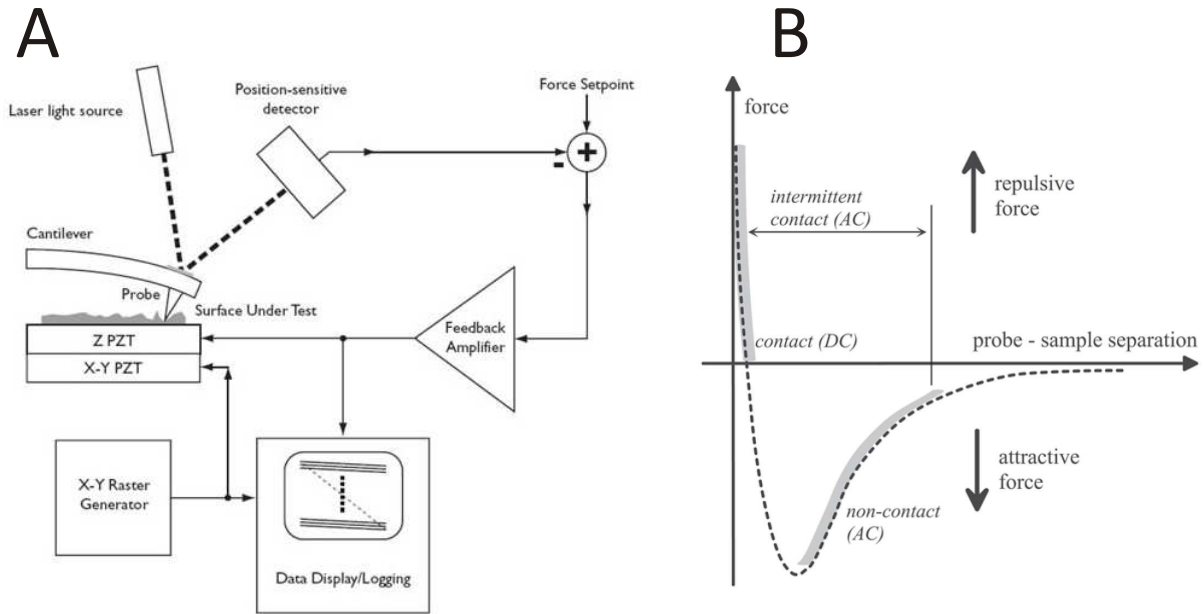 A
Laser light source
Position-sensitive
detector
Force Setpoint
+
-
Cantilever
Probe
Surface Under Test
Z PZT
X-Y PZT
Feedback
Amplifier
X-Y Raster
Generator
Data Display/Logging
B
force
intermittent
contact (AC)
repulsive
force
contact (DC)
probe - sample separation
attractive
force
non-contact
(AC)